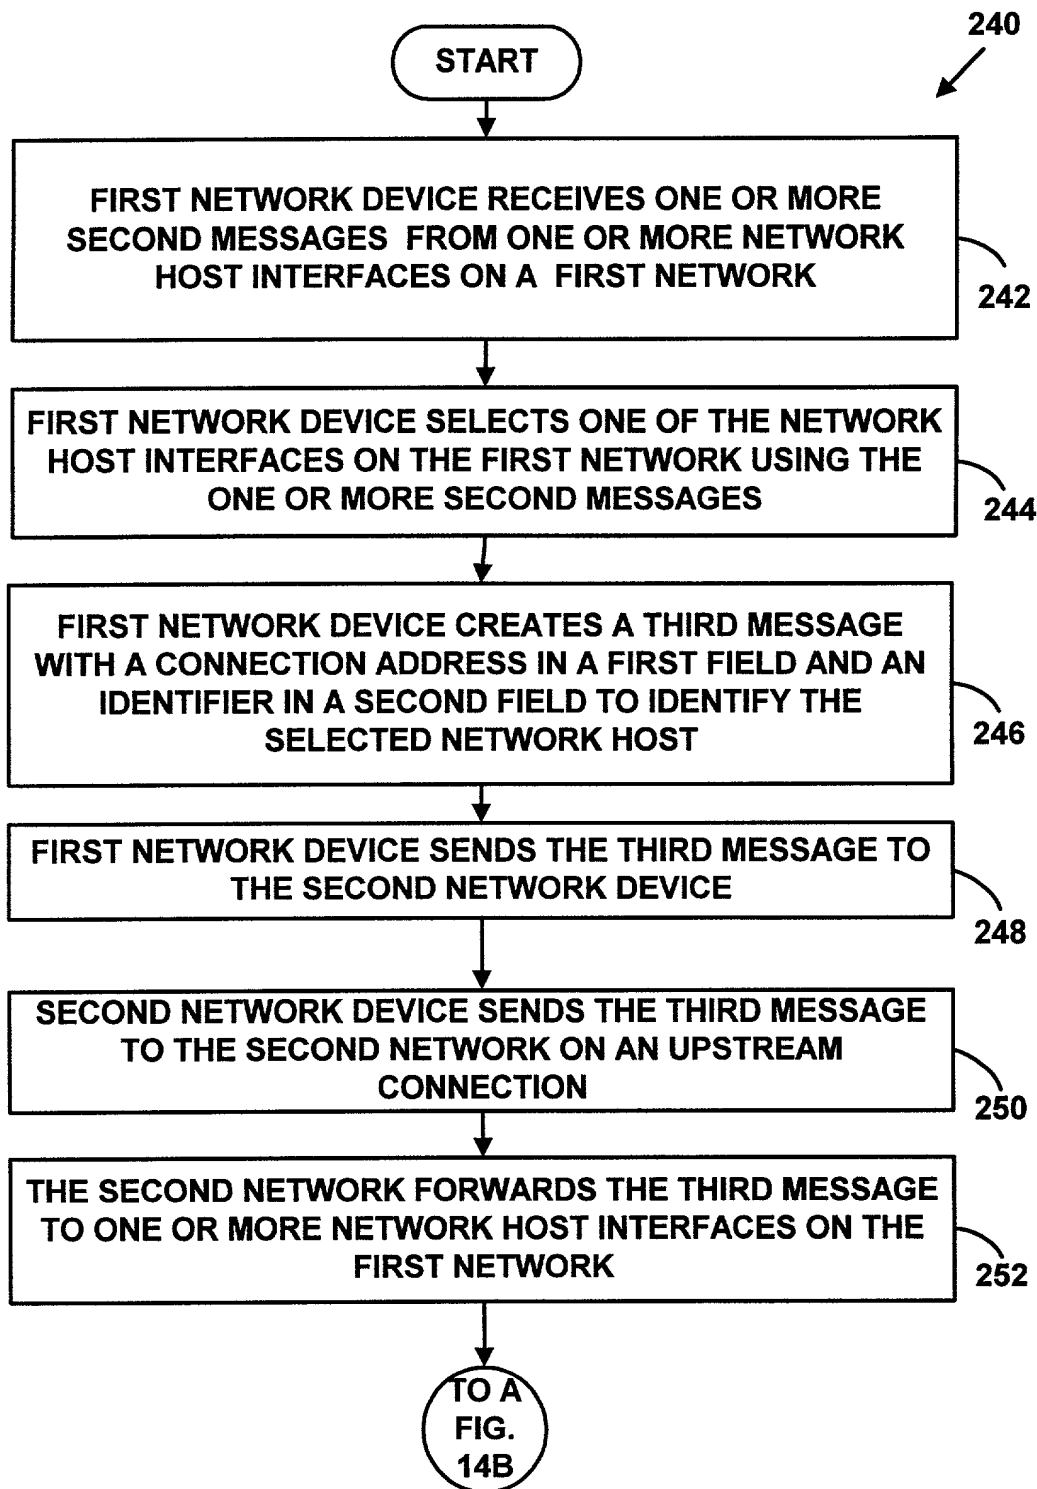 240
START
FIRST NETWORK DEVICE RECEIVES ONE OR MORE
SECOND MESSAGES FROM ONE OR MORE NETWORK
HOST INTERFACES ON A FIRST NETWORK
242
FIRST NETWORK DEVICE SELECTS ONE OF THE NETWORK
HOST INTERFACES ON THE FIRST NETWORK USING THE
ONE OR MORE SECOND MESSAGES
244
FIRST NETWORK DEVICE CREATES A THIRD MESSAGE
WITH A CONNECTION ADDRESS IN A FIRST FIELD AND AN
IDENTIFIER IN A SECOND FIELD TO IDENTIFY THE
SELECTED NETWORK HOST
246
FIRST NETWORK DEVICE SENDS THE THIRD MESSAGE TO
THE SECOND NETWORK DEVICE
248
SECOND NETWORK DEVICE SENDS THE THIRD MESSAGE
TO THE SECOND NETWORK ON AN UPSTREAM
CONNECTION
250
THE SECOND NETWORK FORWARDS THE THIRD MESSAGE
TO ONE OR MORE NETWORK HOST INTERFACES ON THE
FIRST NETWORK
252
TO A
FIG.
14B